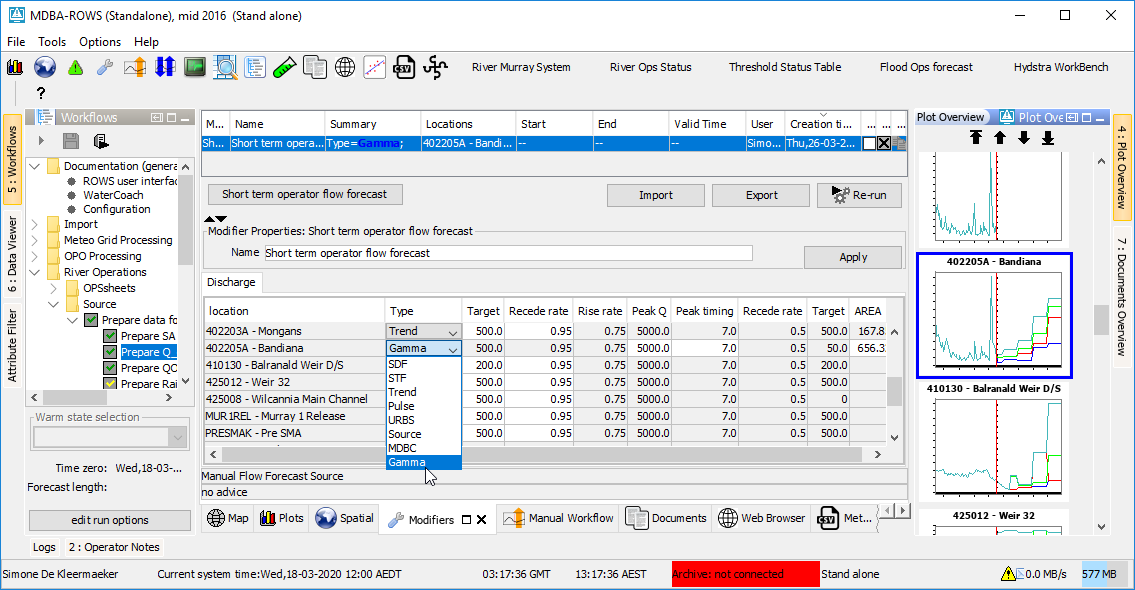 MDBA-ROWS (Standalone), mid 2016 (Stand alone)
File Tools Options Help
River Murray System River Ops Status Threshold Status Table Flood Ops forecast Hydstra WorkBench
?
5 : Workflows
6 : Data Viewer
Attribute Filter
Workflows
Documentation (genera
ROWS user interfac
WaterCoach
Configuration
Import
Meteo Grid Processing
OPO Processing
River Operations
OPSsheets
Source
Prepare data fo
Prepare SA
Prepare Q_
Prepare QC
Prepare Rai
Warm state selection
Time zero: Wed,18-03-...
Forecast length:
edit run options
M... Name Summary Locations Start End Valid Time User Creation ti... ... ... ...
Sh... Short term opera... Type=Gamma; 402205A - Bandi... -- -- -- Simo... Thu,26-03-2...
Short term operator flow forecast Import Export Re-run
Modifier Properties: Short term operator flow forecast
Name Short term operator flow forecast Apply
Discharge
location Type Target Recede rate Rise rate Peak Q Peak timing Recede rate Target AREA
402203A - Mongans Trend 500.0 0.95 0.75 5000.0 7.0 0.5 500.0 167.8
402205A - Bandiana Gamma 500.0 0.95 0.75 5000.0 7.0 0.5 50.0 656.3
410130 - Balranald Weir D/S 200.0 0.95 0.75 5000.0 7.0 0.5 200.0
425012 - Weir 32 500.0 0.95 0.75 5000.0 7.0 0.5 500.0
425008 - Wilcannia Main Channel 500.0 0.95 0.75 5000.0 7.0 0.5 0
MUR1REL - Murray 1 Release 500.0 0.95 0.75 5000.0 7.0 0.5 500.0
PRESMAK - Pre SMA 500.0 0.95 0.75 5000.0 7.0 0.5 500.0
SDF
STF
Trend
Pulse
URBS
Source
MDBC
Gamma
Manual Flow Forecast Source
no advice
Map Plots Spatial Modifiers Manual Workflow Documents Web Browser CSV Met...
Plot Overview Plot Ove
402205A - Bandiana
410130 - Balranald Weir D/S
425012 - Weir 32
4 : Plot Overview
7 : Documents Overview
Logs 2 : Operator Notes
Simone De Kleermaeker Current system time:Wed,18-03-2020 12:00 AEDT 03:17:36 GMT 13:17:36 AEST Archive: not connected Stand alone 0.0 MB/s 577 MB